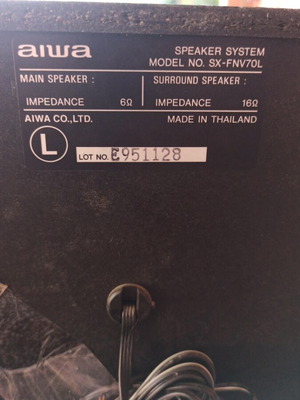 aiwa
SPEAKER SYSTEM
MODEL NO. SX-FNV70L
MAIN SPEAKER :
IMPEDANCE 6Ω
SURROUND SPEAKER :
IMPEDANCE 16Ω
AIWA CO.,LTD.
MADE IN THAILAND
L
LOT NO. E951128